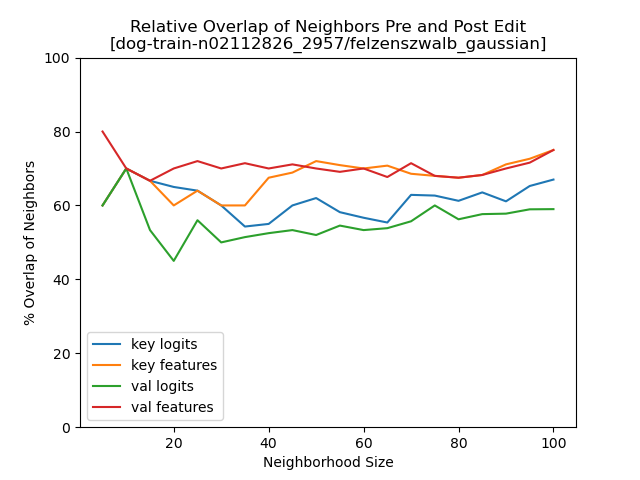 Relative Overlap of Neighbors Pre and Post Edit
[dog-train-n02112826_2957/felzenszwalb_gaussian]
100
80
60
40
20
0
% Overlap of Neighbors
key logits
key features
val logits
val features
20 40 60 80 100
Neighborhood Size